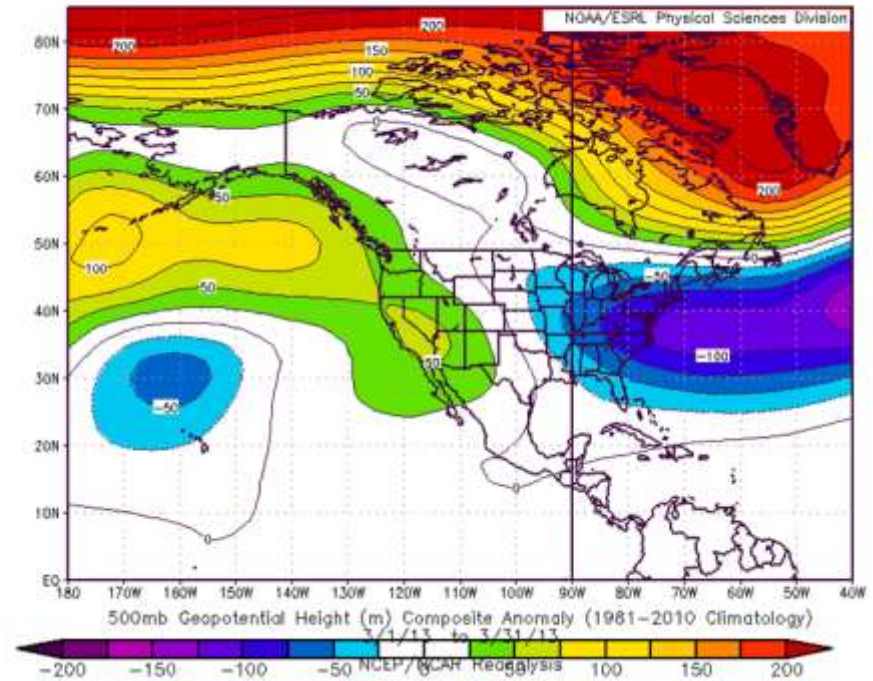 NOAA/ESRL Physical Sciences Division
80N
200
200
150
100
50
70N
0
200
60N
50
50N
100
50
0
-50
40N
50
-100
30N
-50
20N
0
10N
0
EQ
180 170W 160W 150W 140W 130W 120W 110W 100W 90W 80W 70W 60W 50W 40W
500mb Geopotential Height (m) Composite Anomaly (1981-2010 Climatology)
3/1/13 to 3/31/13
NCEP/NCAR Reanalysis
-200 -150 -100 -50 0 50 100 150 200